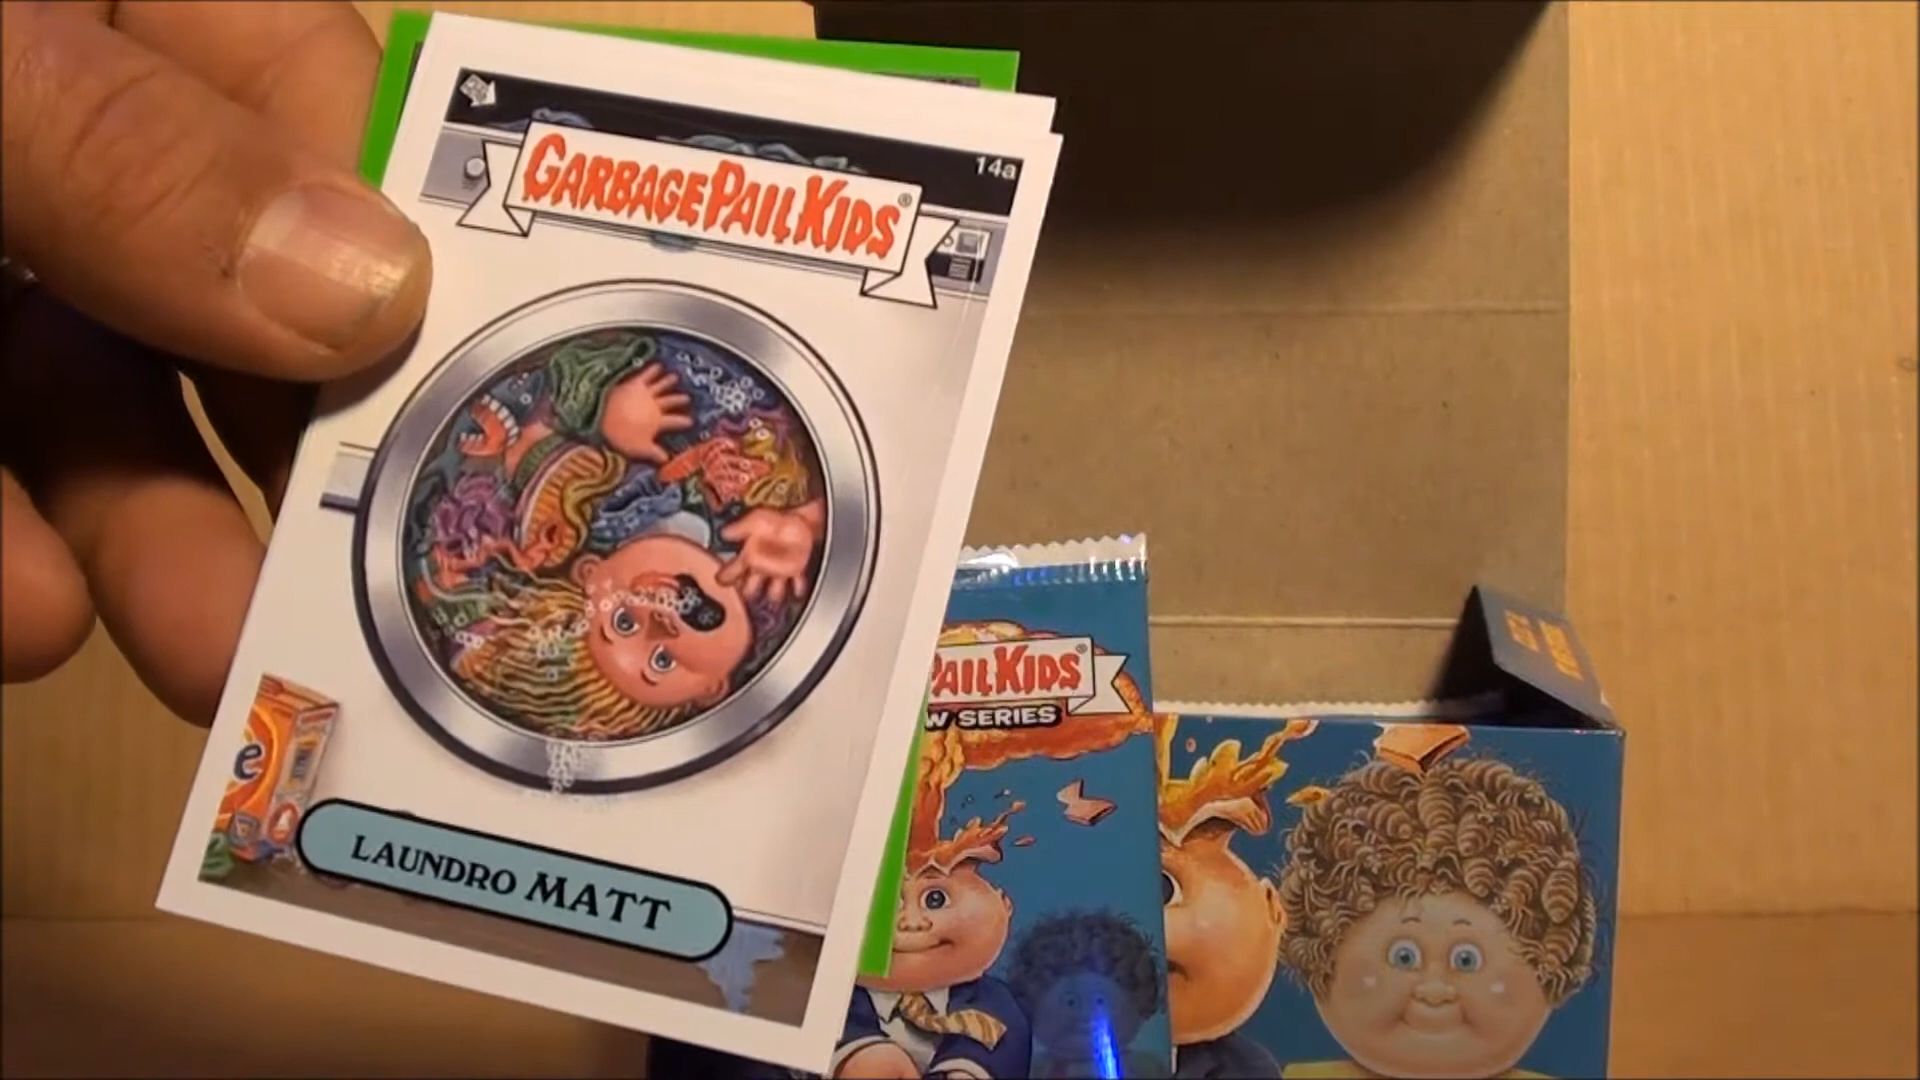 14a
GARBAGE PAIL KIDS®
e
LAUNDRO MATT
PAIL KIDS®
W SERIES